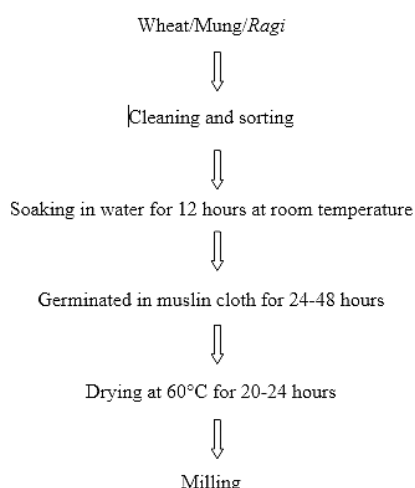 Wheat/Mung/Ragi
Cleaning and sorting
Soaking in water for 12 hours at room temperature
Germinated in muslin cloth for 24-48 hours
Drying at 60°C for 20-24 hours
Milling